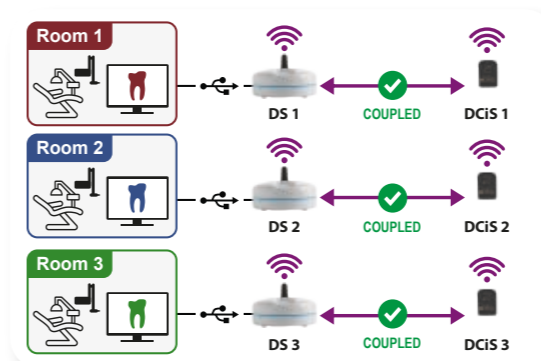 Room 1
DS 1
COUPLED
DCiS 1
Room 2
DS 2
COUPLED
DCiS 2
Room 3
DS 3
COUPLED
DCiS 3